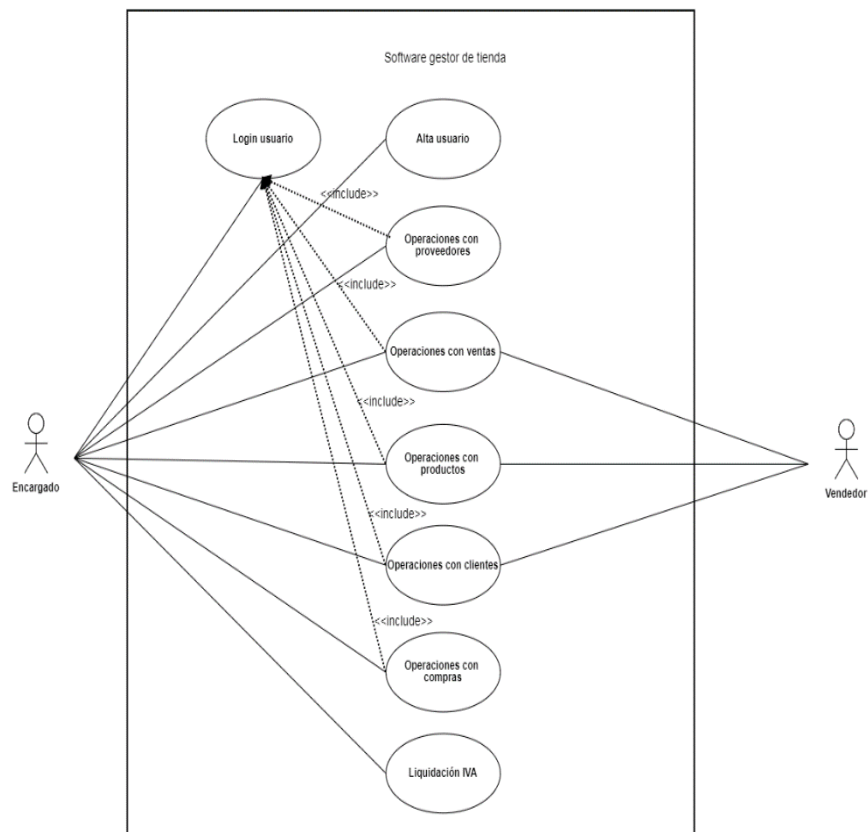 Software gestor de tienda
Login usuario
Alta usuario
<<include>>
Operaciones con
proveedores
<<include>>
Operaciones con ventas
<<include>>
Operaciones con
productos
Encargado
Vendedor
<<include>>
Operaciones con clientes
<<include>>
Operaciones con
compras
Liquidación IVA